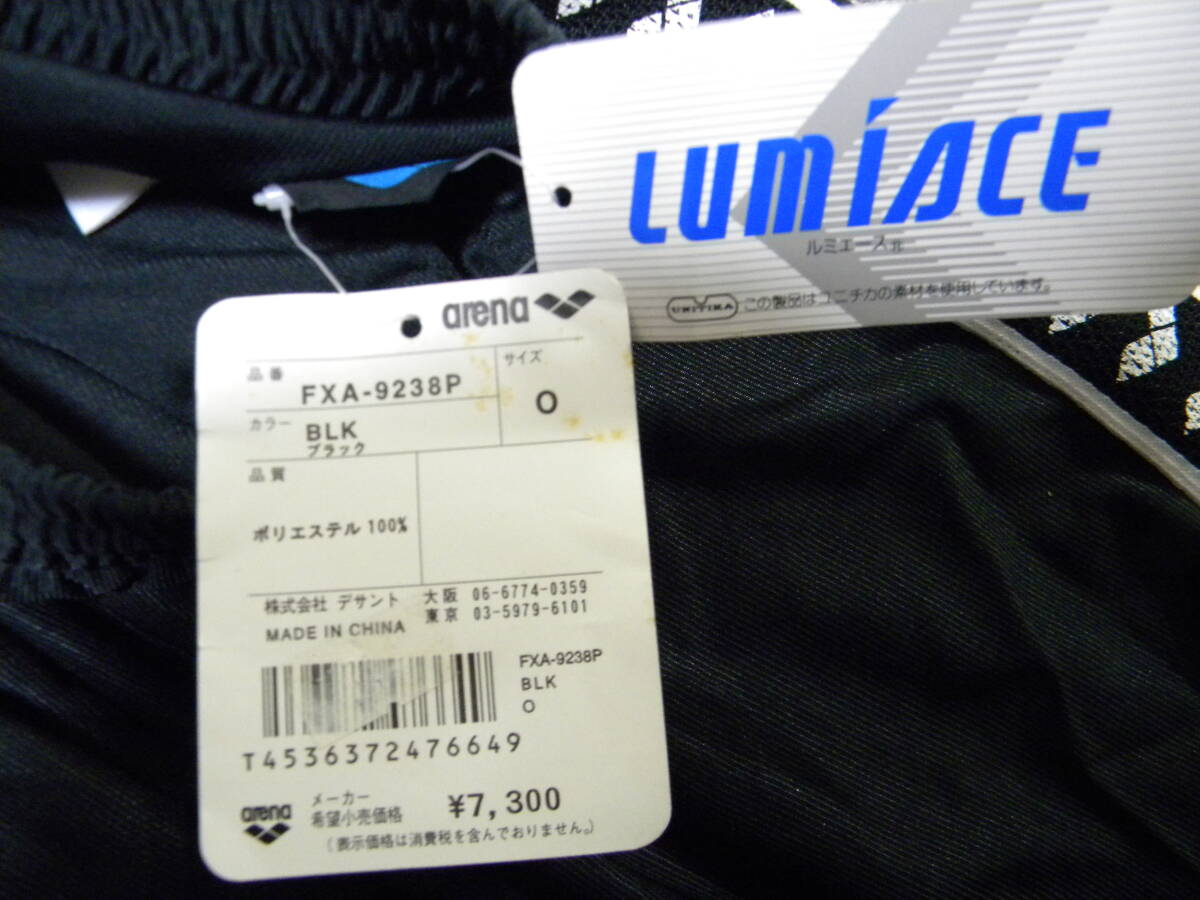 LUMIACE
ルミエース
UNITIKA この製品はユニチカの素材を使用しています。
arena
品番 FXA-9238P
サイズ O
カラー BLK
ブラック
品質
ポリエステル 100%
株式会社 デサント 大阪 06-6774-0359
東京 03-5979-6101
MADE IN CHINA
FXA-9238P
BLK
O
T4536372476649
arena
メーカー
希望小売価格 ¥7,300
(表示価格は消費税を含んでおりません。)